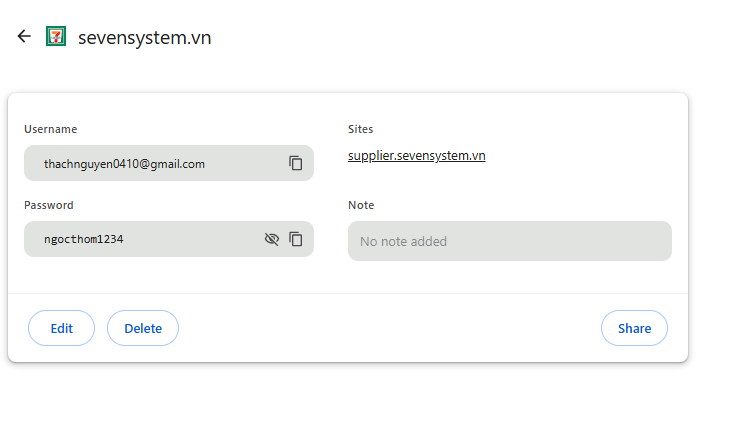 sevensystem.vn
Username
thachnguyen0410@gmail.com
Sites
supplier.sevensystem.vn
Password
ngocthom1234
Note
No note added
Edit
Delete
Share